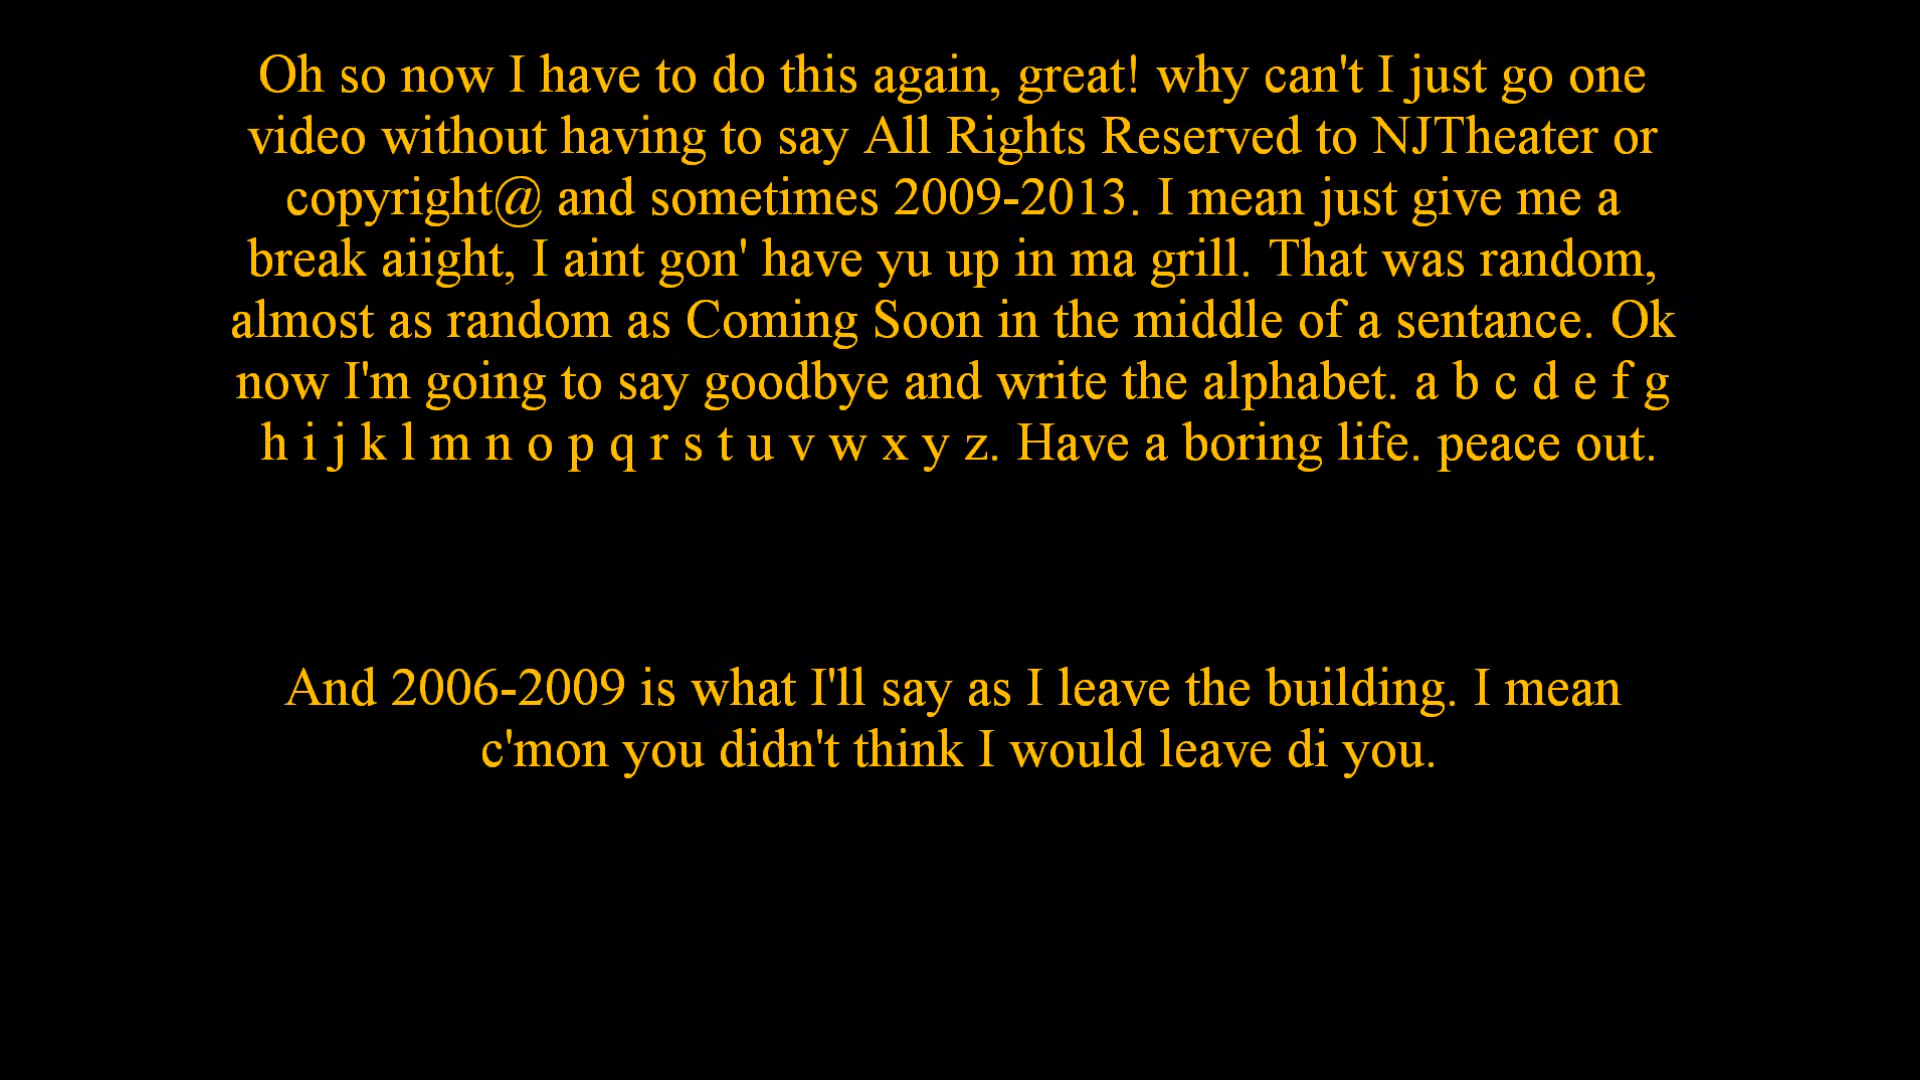 Oh so now I have to do this again, great! why can't I just go one
video without having to say All Rights Reserved to NJTheater or
copyright@ and sometimes 2009-2013. I mean just give me a
break aiight, I aint gon' have yu up in ma grill. That was random,
almost as random as Coming Soon in the middle of a sentance. Ok
now I'm going to say goodbye and write the alphabet. a b c d e f g
h i j k l m n o p q r s t u v w x y z. Have a boring life. peace out.
And 2006-2009 is what I'll say as I leave the building. I mean
c'mon you didn't think I would leave di you.